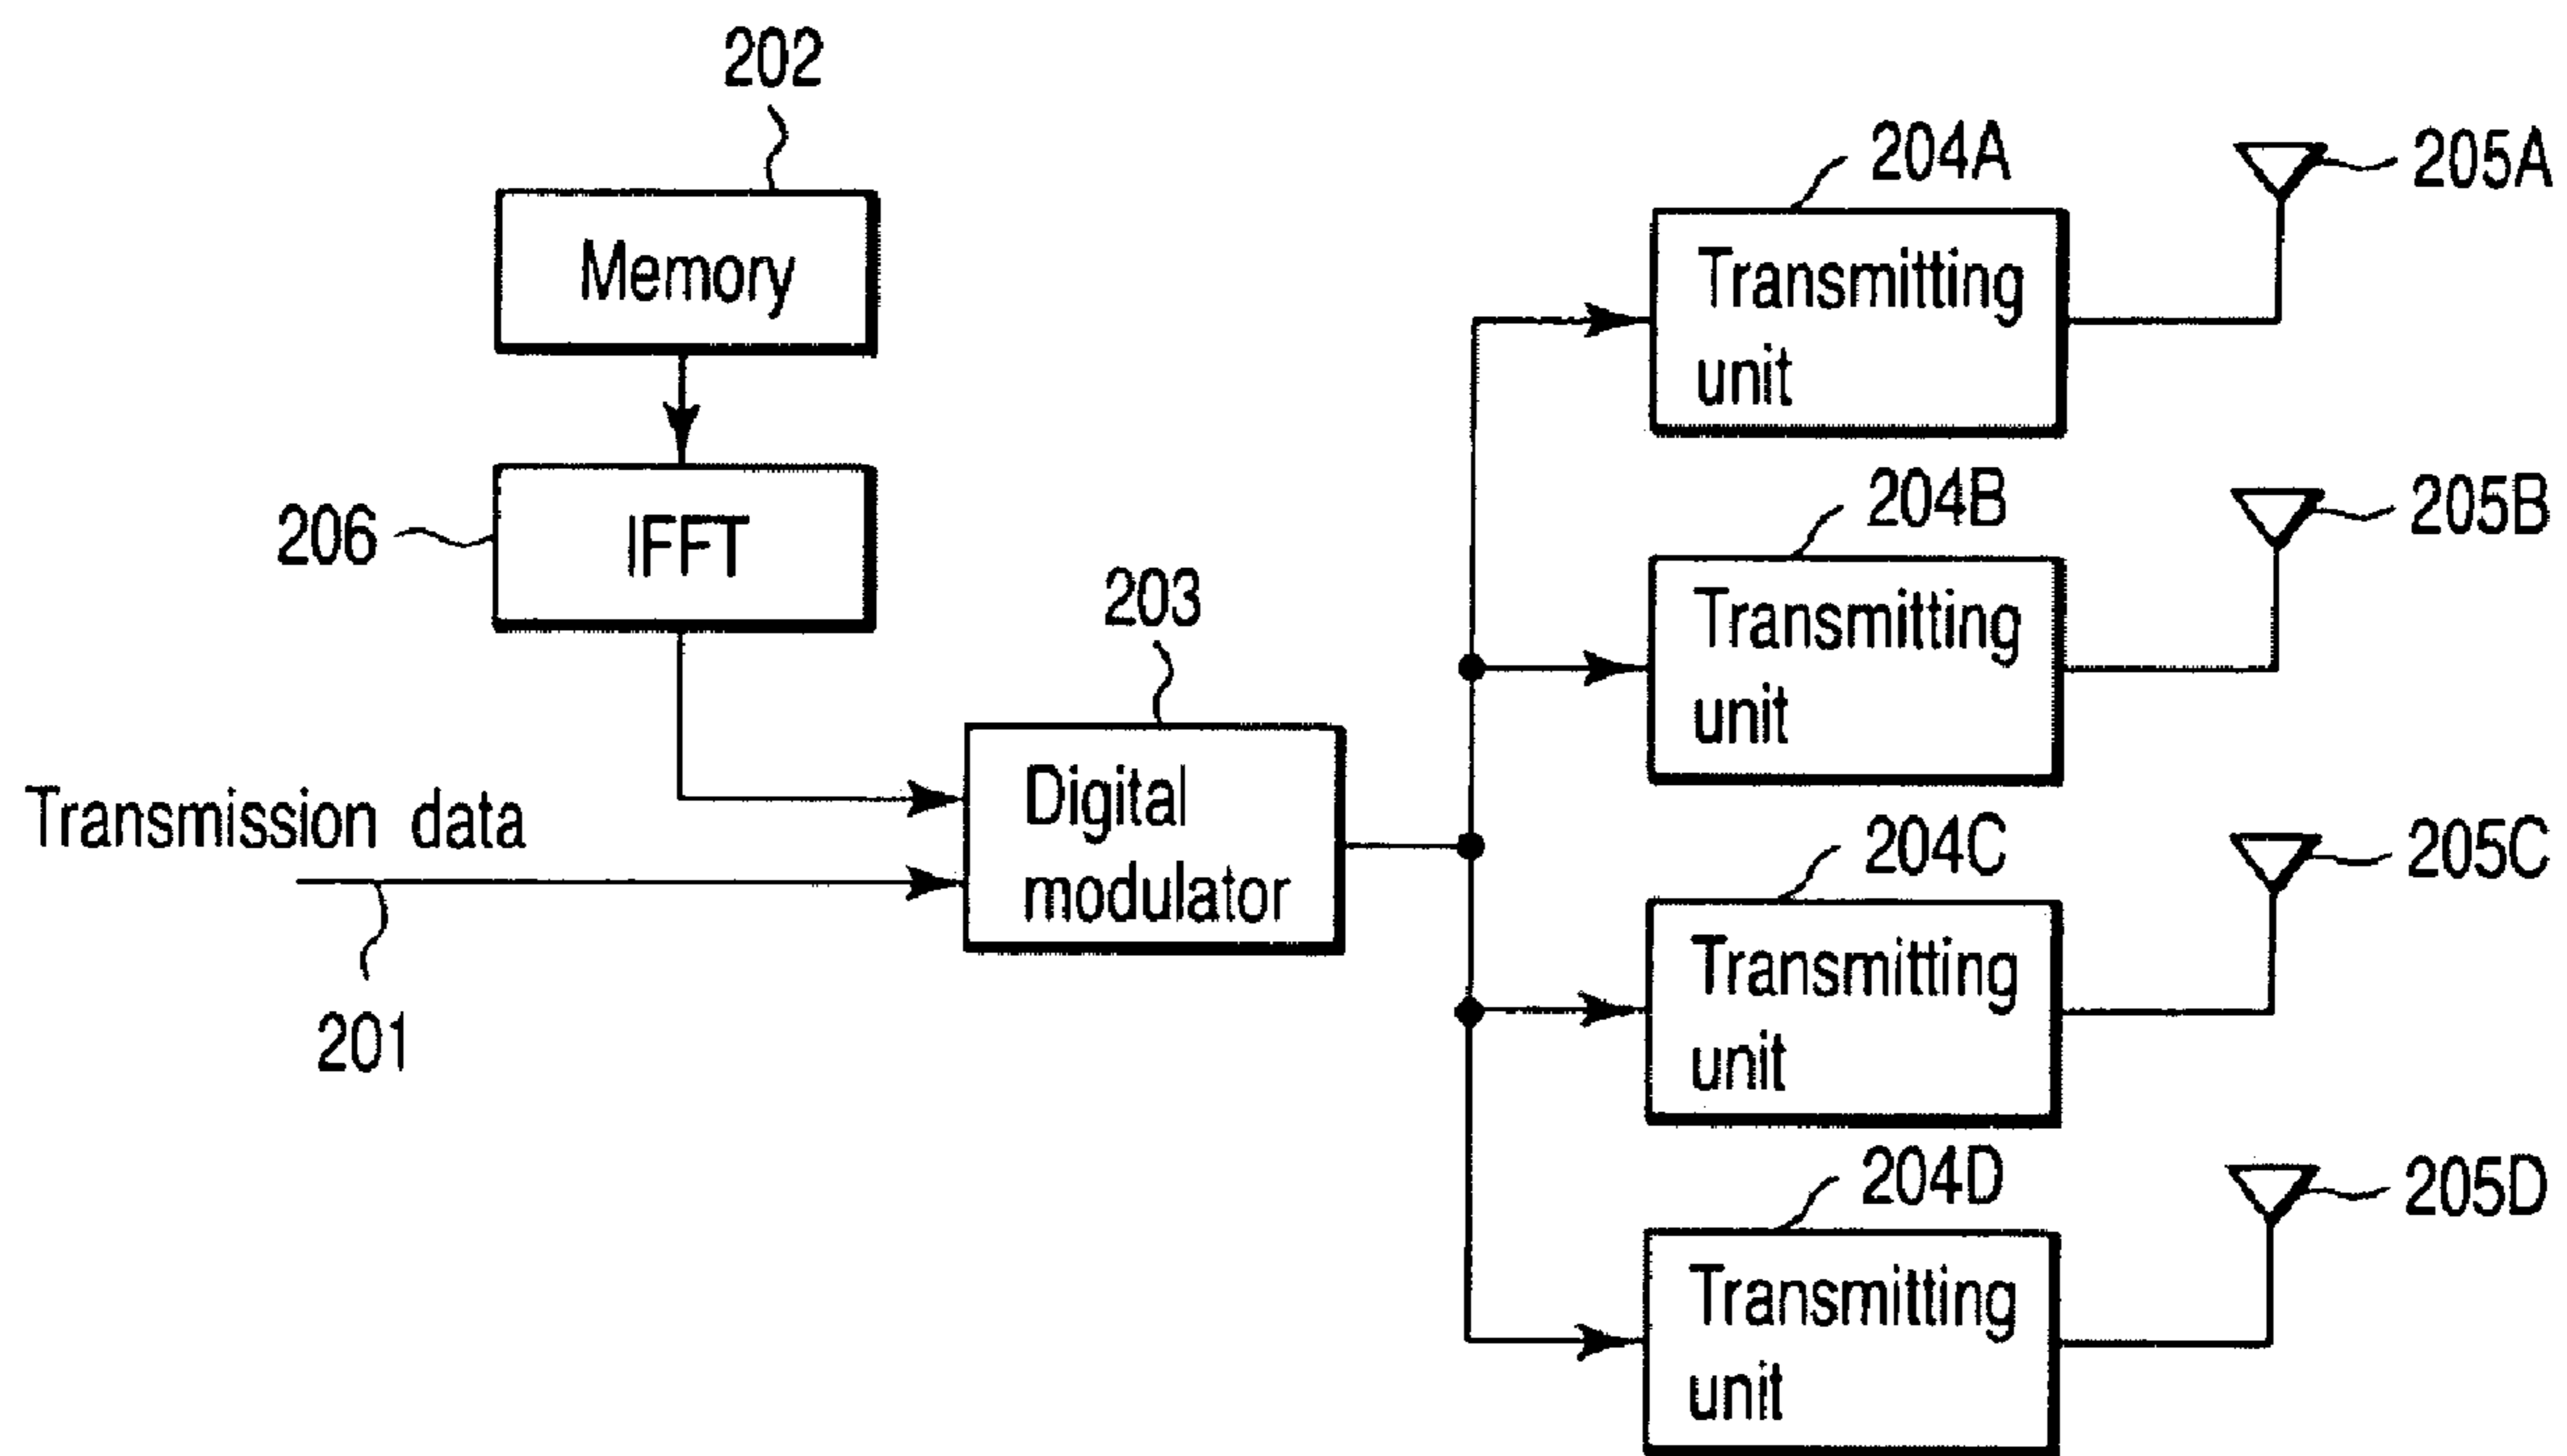 202
Memory
206
IFFT
203
Digital
modulator
Transmission data
201
204A
Transmitting
unit
205A
204B
Transmitting
unit
205B
204C
Transmitting
unit
205C
204D
Transmitting
unit
205D